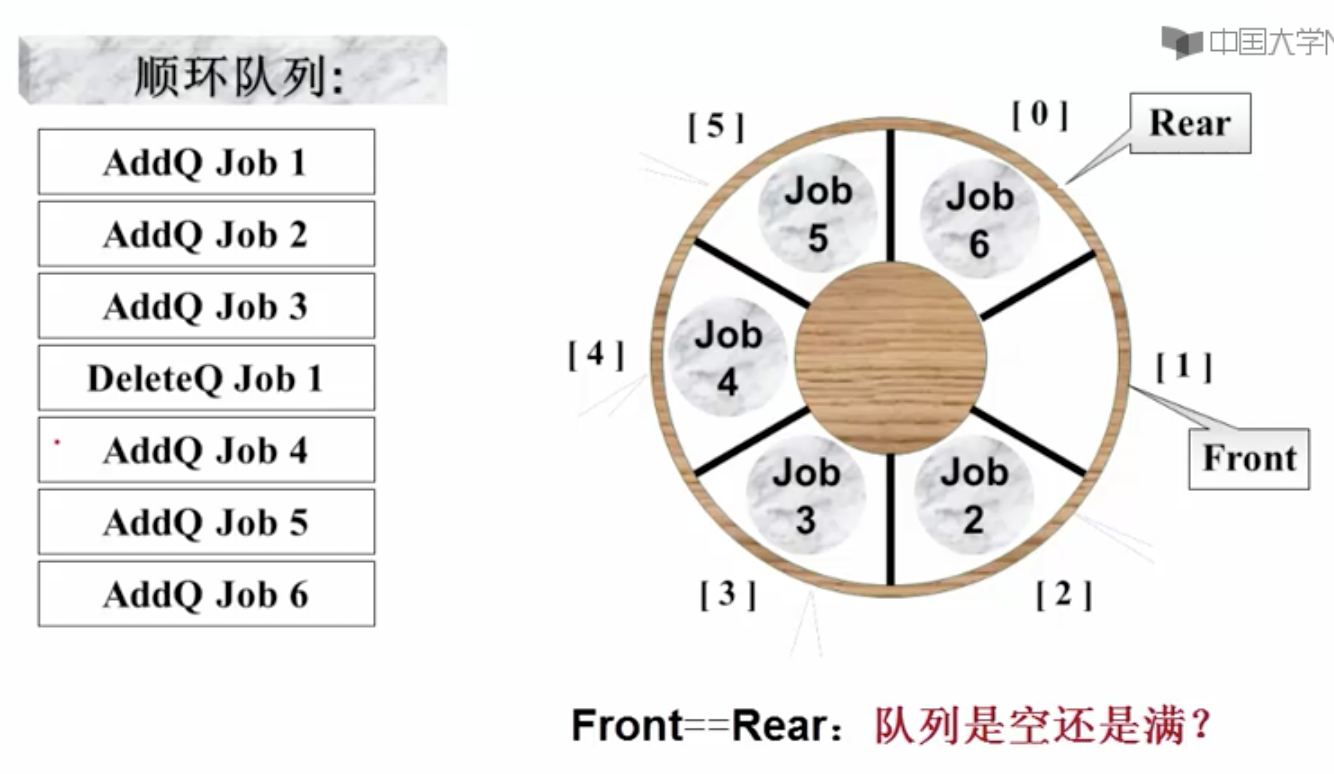 中国大学
顺环队列:
AddQ Job 1
AddQ Job 2
AddQ Job 3
DeleteQ Job 1
AddQ Job 4
AddQ Job 5
AddQ Job 6
[ 5 ]
[ 0 ]
Rear
Job
5
Job
6
[ 4 ]
Job
4
[ 1 ]
Front
Job
3
Job
2
[ 3 ]
[ 2 ]
Front==Rear：队列是空还是满？